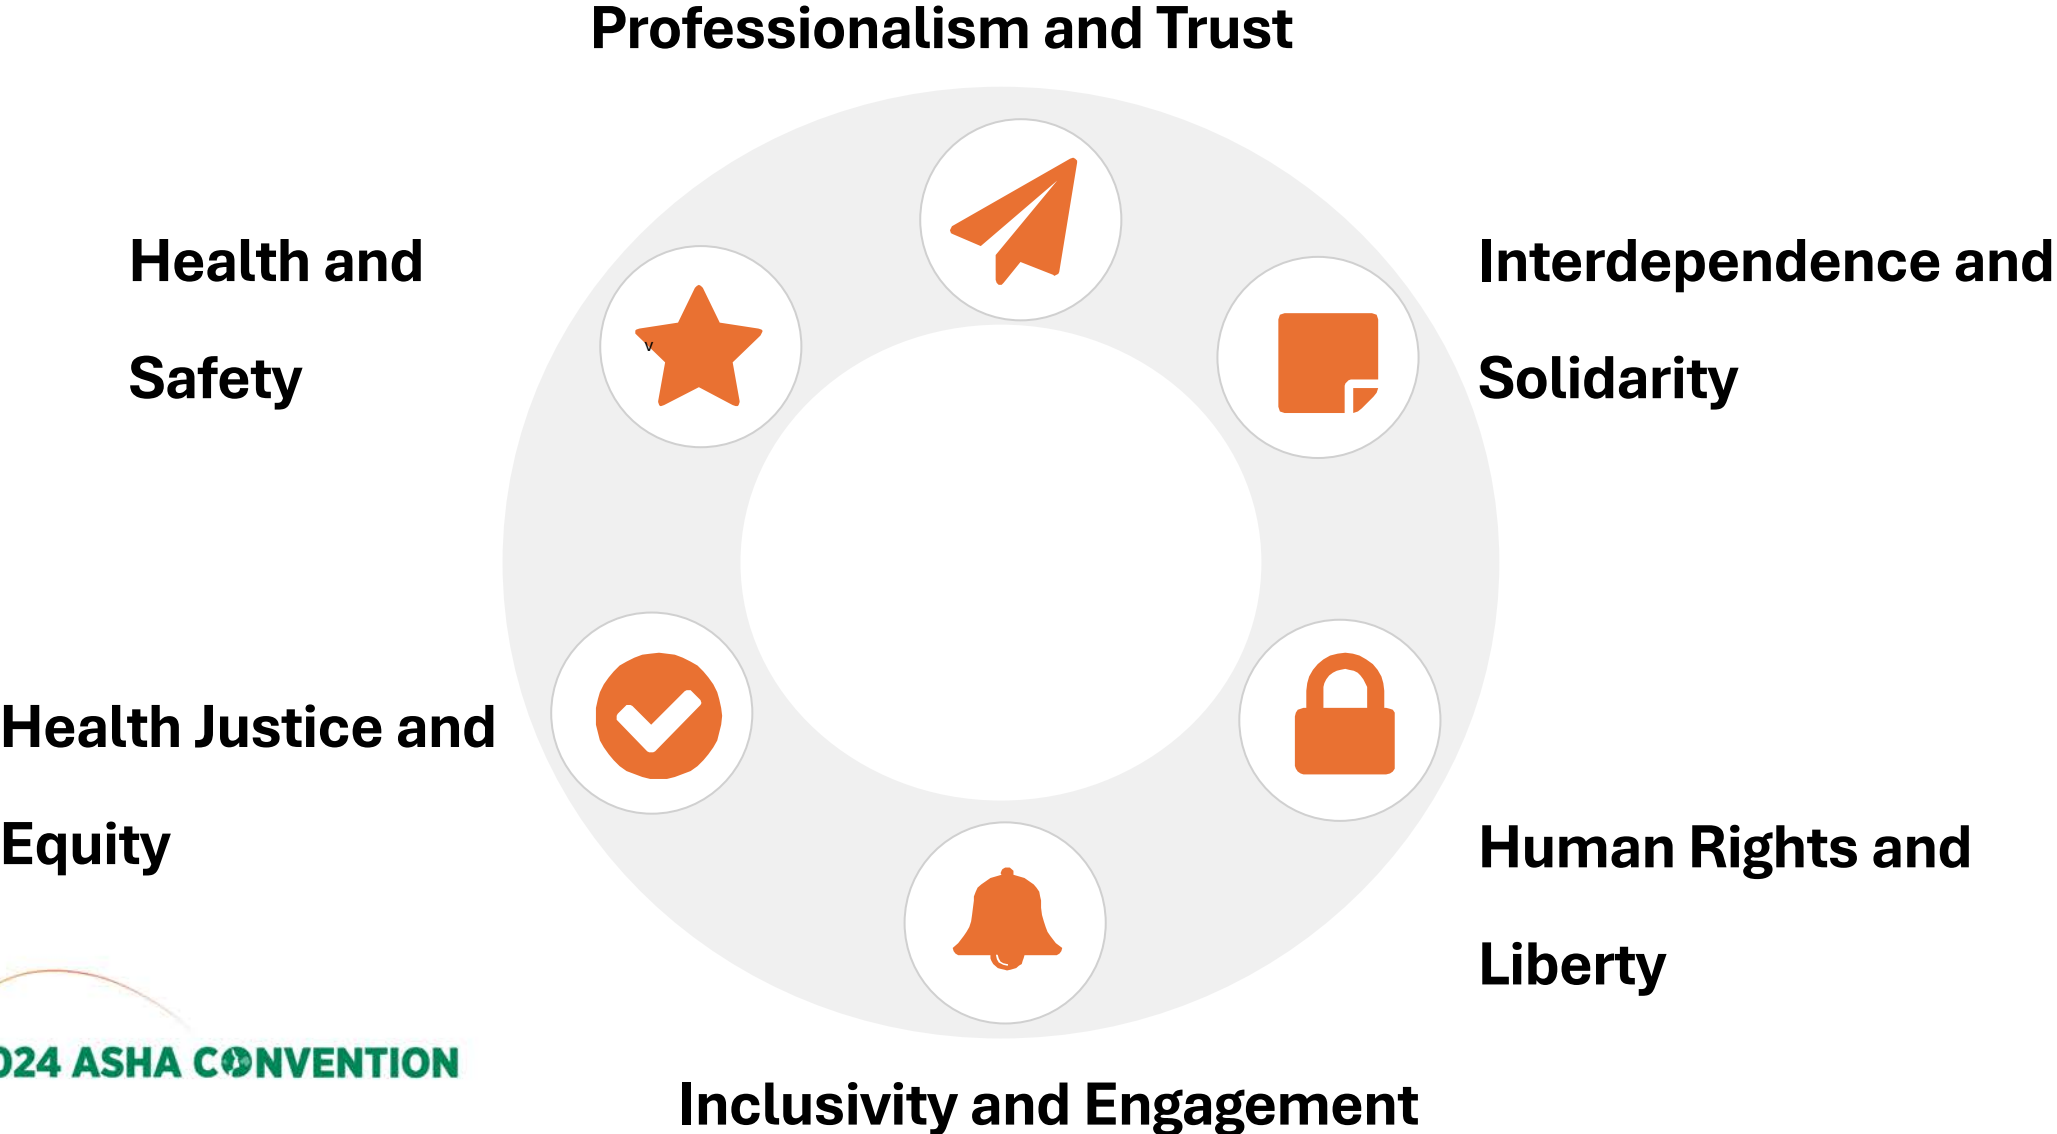 Professionalism and Trust
Health and
Safety
Interdependence and
Solidarity
v
Health Justice and
Equity
Human Rights and
Liberty
024 ASHA CONVENTION
Inclusivity and Engagement